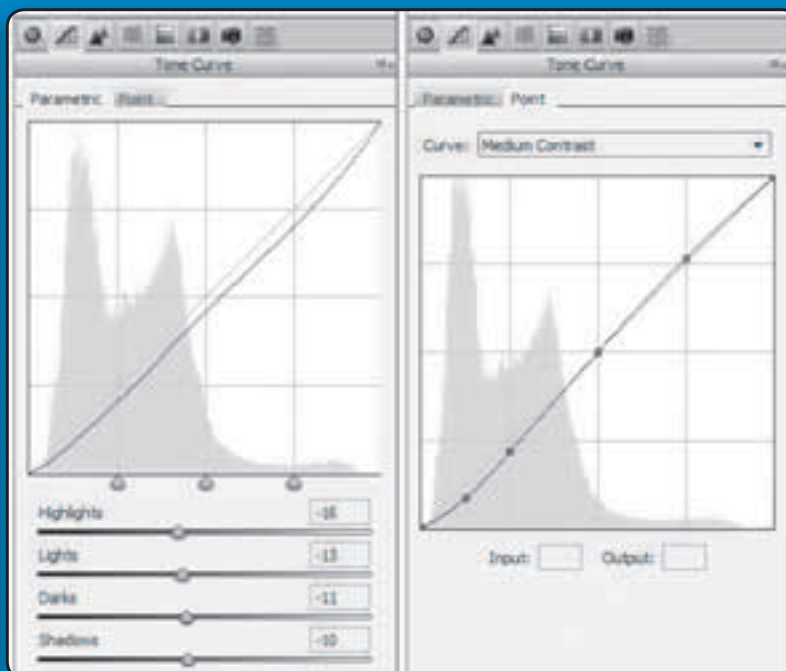 Tone Curve
Parametric Point
Highlights -16
Lights -13
Darks -11
Shadows -10
Tone Curve
Parametric Point
Curve: Medium Contrast
Input: Output: